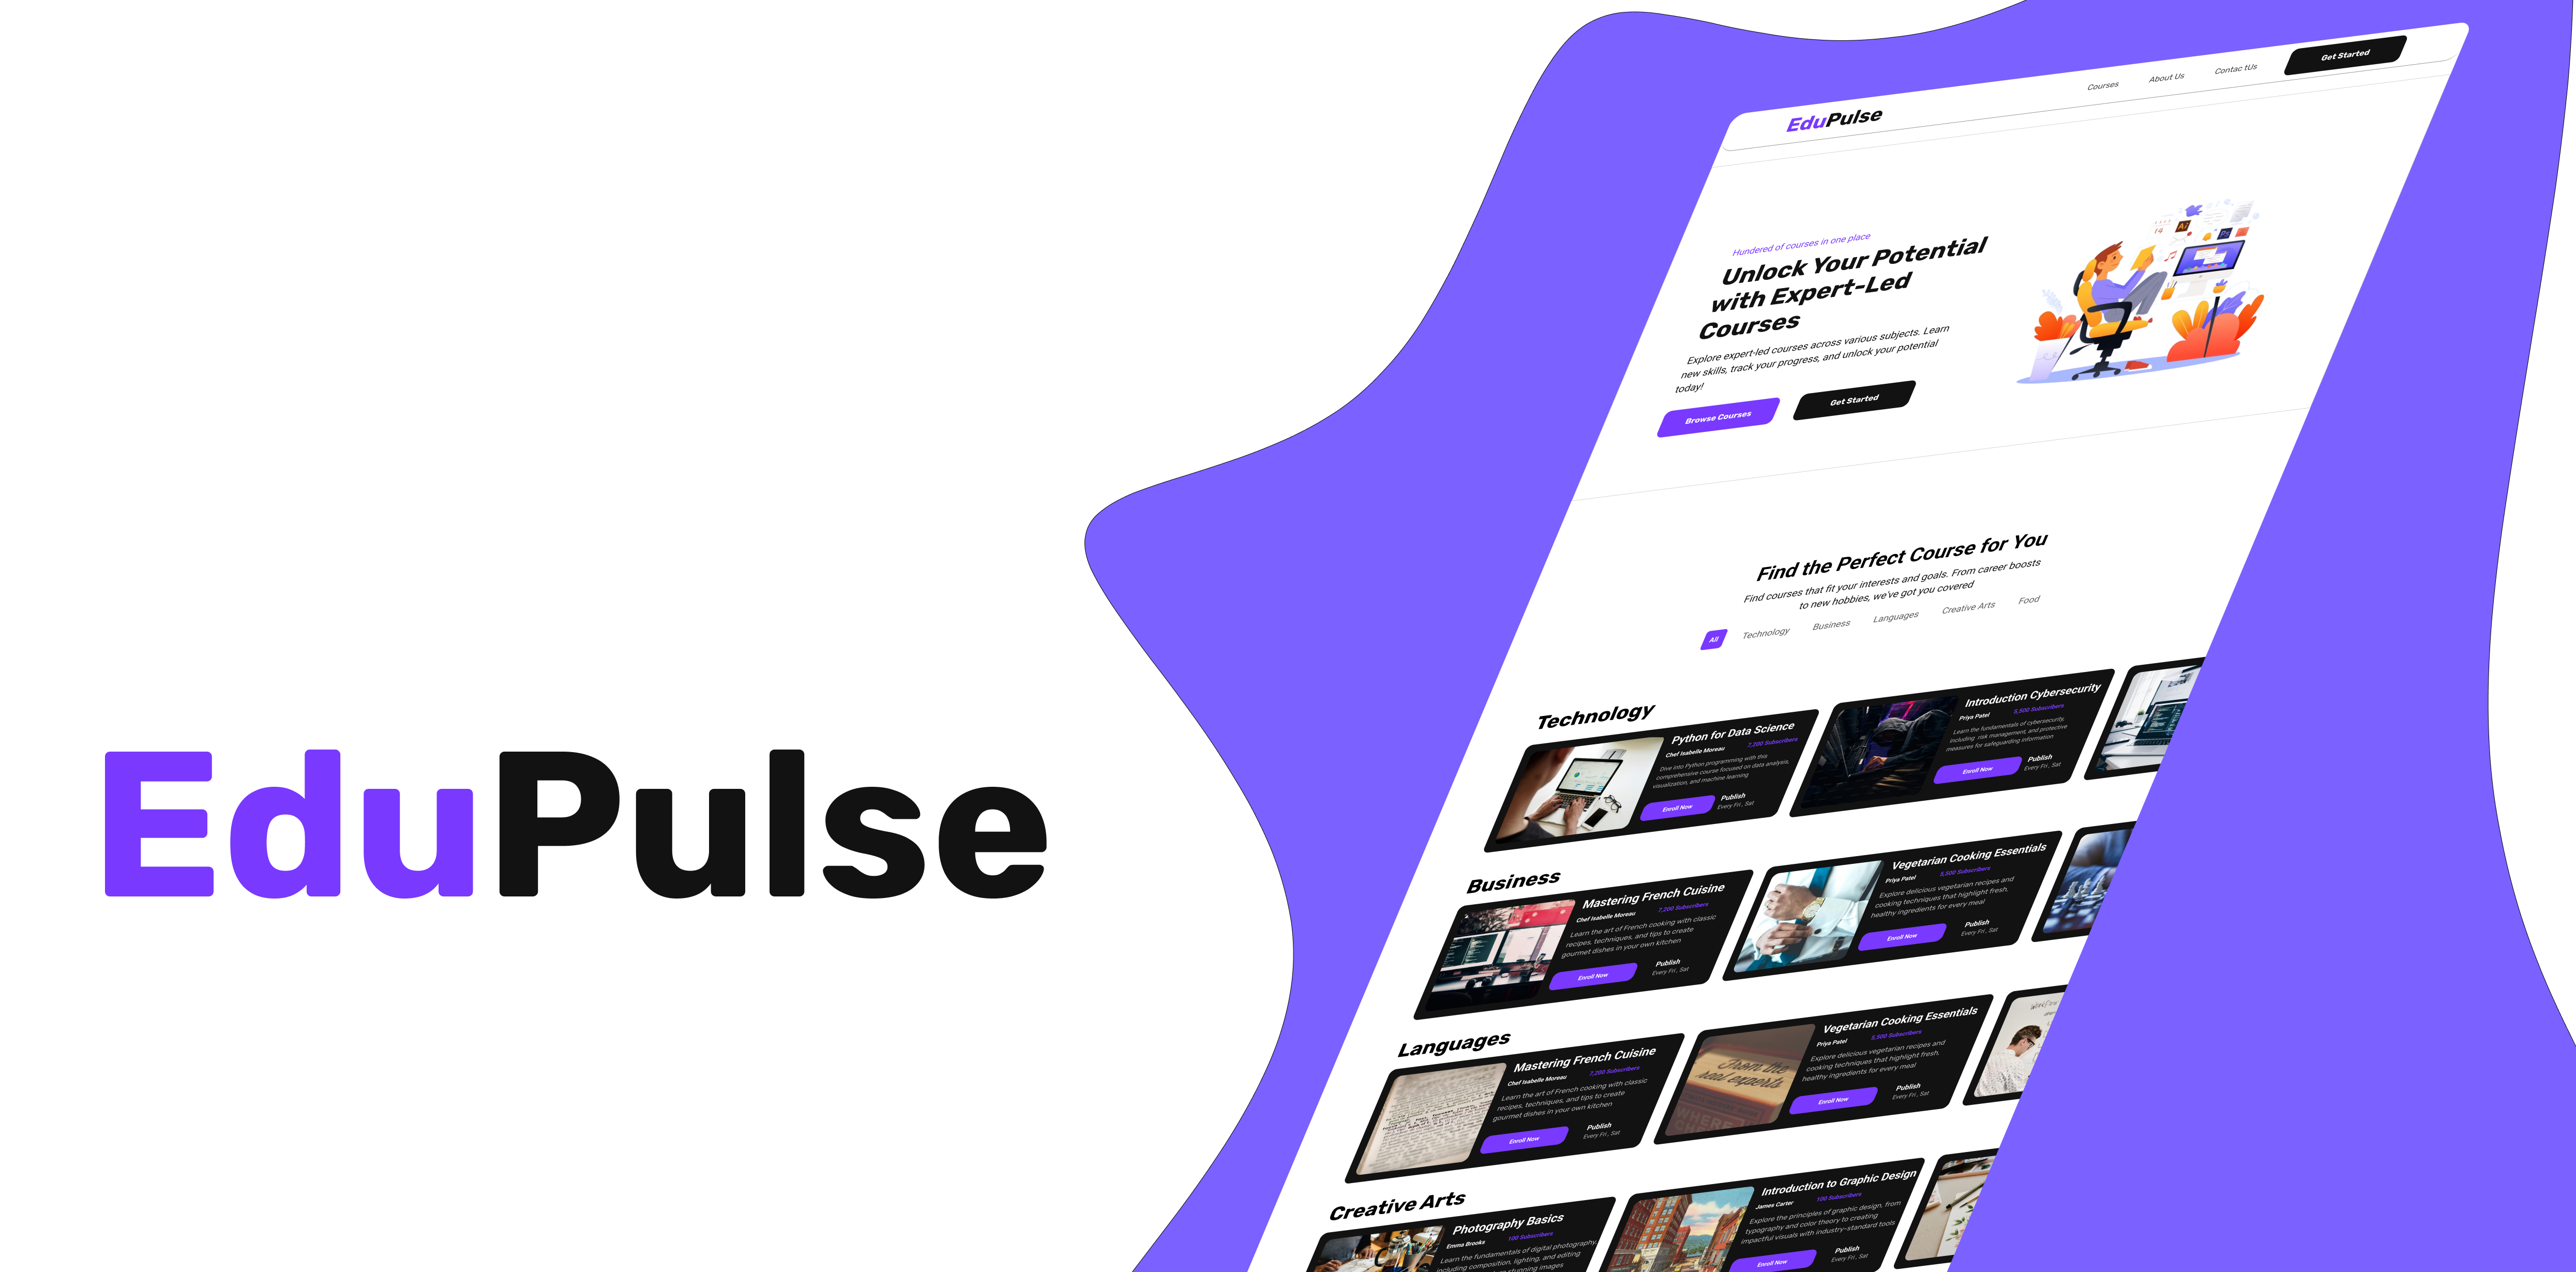 EduPulse
EduPulse
Courses
About Us
Contac tUs
Get Started
Hundered of courses in one place
Unlock Your Potential
with Expert-Led
Courses
Explore expert-led courses across various subjects. Learn
new skills, track your progress, and unlock your potential
today!
Browse Courses
Get Started
Find the Perfect Course for You
Find courses that fit your interests and goals. From career boosts
to new hobbies, we've got you covered
All
Technology
Business
Languages
Creative Arts
Food
Technology
Python for Data Science
Chef Isabelle Moreau
7,200 Subscribers
Dive into Python programming with this
comprehensive course focused on data analysis,
visualization, and machine learning
Enroll Now
Publish
Every Fri., Sat
Introduction Cybersecurity
Priya Patel
5,500 Subscribers
Learn the fundamentals of cybersecurity,
including risk management, and protective
measures for safeguarding information
Enroll Now
Publish
Every Fri., Sat
Business
Mastering French Cuisine
Chef Isabelle Moreau
7,200 Subscribers
Learn the art of French cooking with classic
recipes, techniques, and tips to create
gourmet dishes in your own kitchen
Enroll Now
Publish
Every Fri., Sat
Vegetarian Cooking Essentials
Priya Patel
5,500 Subscribers
Explore delicious vegetarian recipes and
cooking techniques that highlight fresh,
healthy ingredients for every meal
Enroll Now
Publish
Every Fri., Sat
Languages
Mastering French Cuisine
Chef Isabelle Moreau
7,200 Subscribers
Learn the art of French cooking with classic
recipes, techniques, and tips to create
gourmet dishes in your own kitchen
Enroll Now
Publish
Every Fri., Sat
From the
real experts
WHERE
Vegetarian Cooking Essentials
Priya Patel
5,500 Subscribers
Explore delicious vegetarian recipes and
cooking techniques that highlight fresh,
healthy ingredients for every meal
Enroll Now
Publish
Every Fri., Sat
Creative Arts
Photography Basics
Emma Brooks
100 Subscribers
Learn the fundamentals of digital photography,
including composition, lighting, and editing
stunning images
Introduction to Graphic Design
James Carter
100 Subscribers
Explore the principles of graphic design, from
typography and color theory to creating
impactful visuals with industry-standard tools
Enroll Now
Publish
Every Fri., Sat